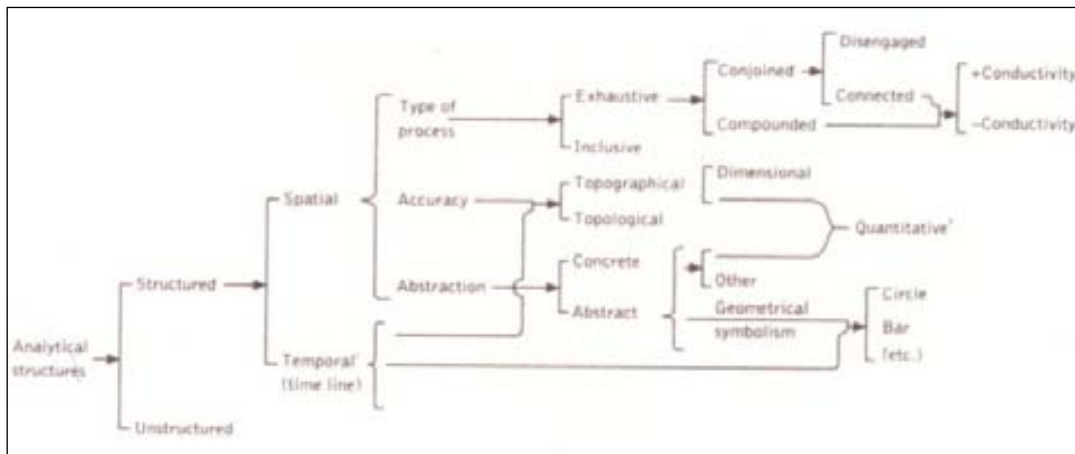 Disengaged
Conjoined
+Conductivity
Type of
process
Exhaustive
Connected
Compounded
-Conductivity
Inclusive
Dimensional
Topographical
Spatial
Accuracy
Topological
Quantitative'
Concrete
Structured
Abstraction
Other
Circle
Abstract
Geometrical
symbolism
Bar
(etc.)
Analytical
structures
Temporal'
(time line)
Unstructured